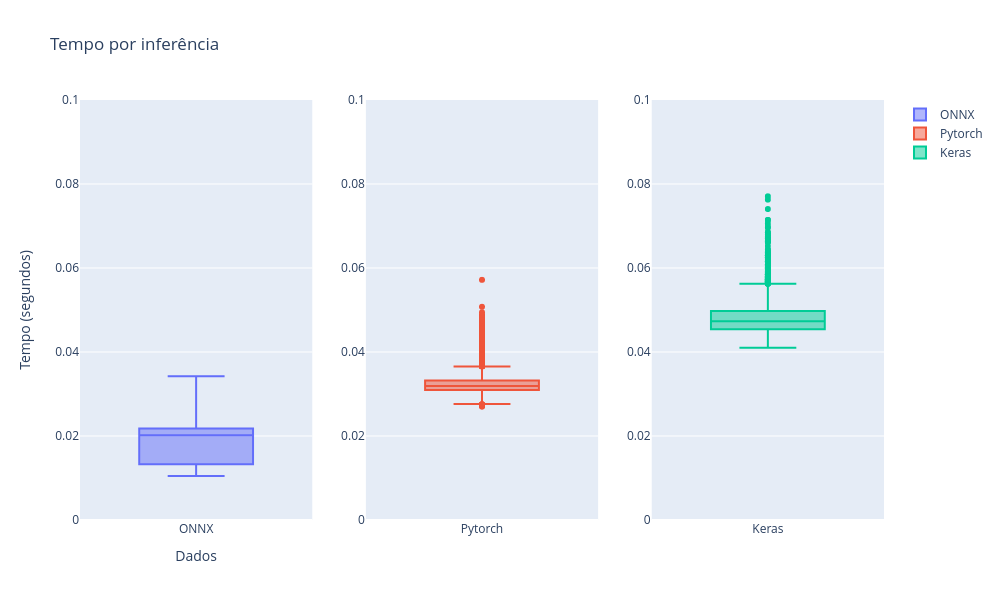 Tempo por inferência
Tempo (segundos)
0.1
0.08
0.06
0.04
0.02
0
ONNX
Dados
0.1
0.08
0.06
0.04
0.02
0
Pytorch
0.1
0.08
0.06
0.04
0.02
0
Keras
ONNX
Pytorch
Keras